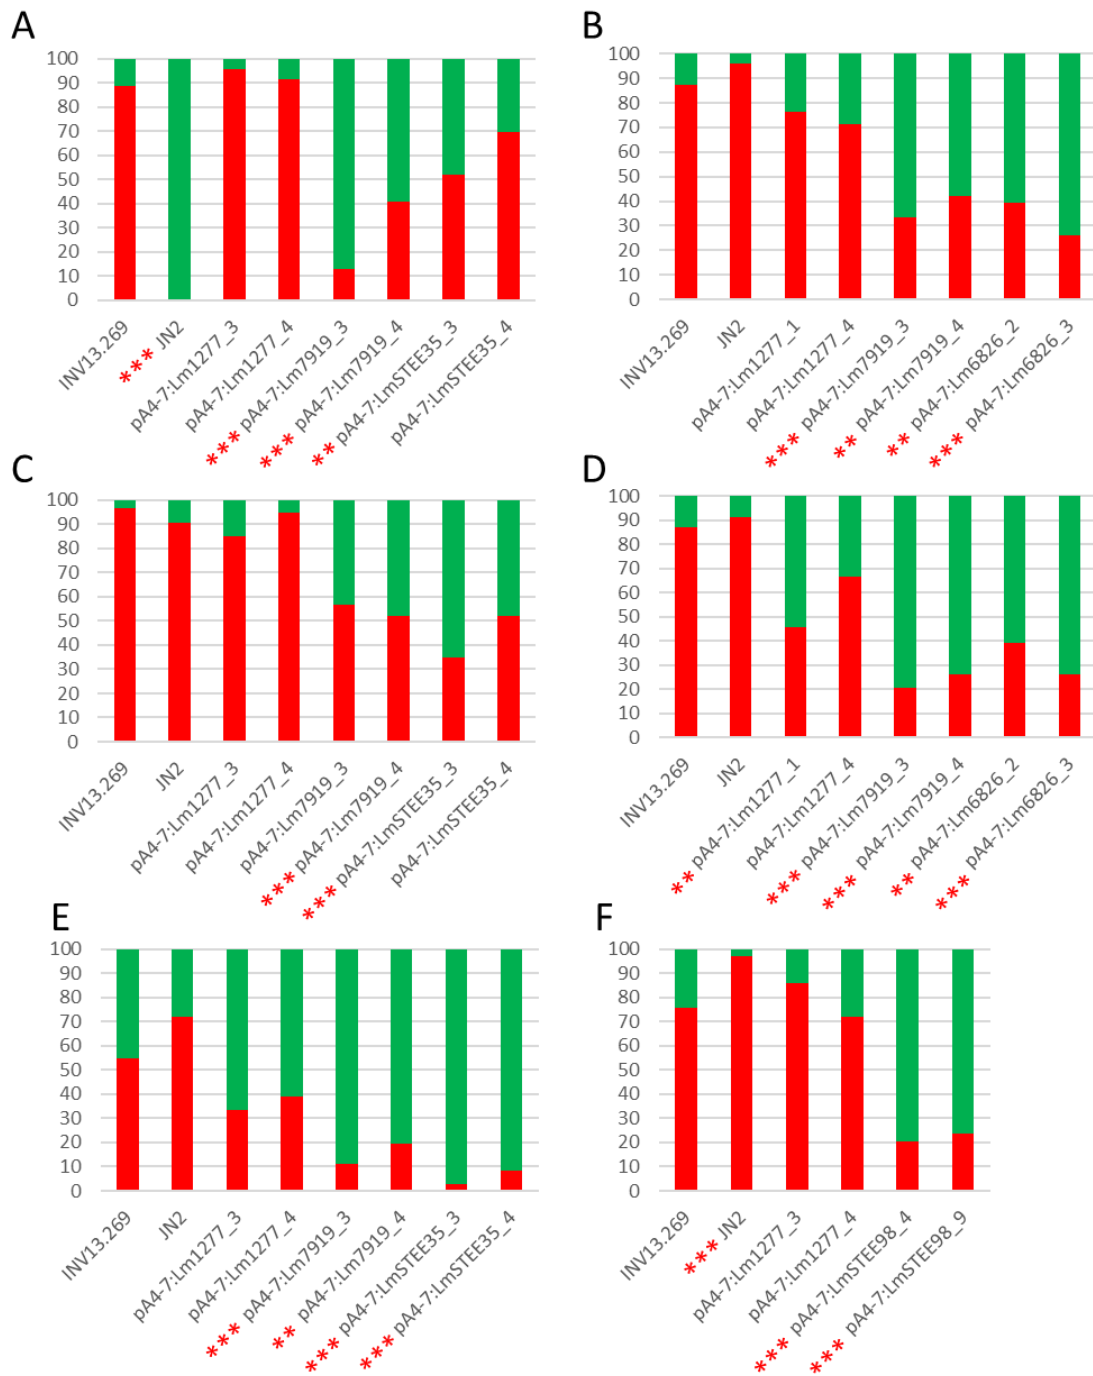 A
100
90
80
70
60
50
40
30
20
10
0
INV13.269
*** JN2
pA4-7:Lm1277_3
pA4-7:Lm1277_4
*** pA4-7:Lm7919_3
*** pA4-7:Lm7919_4
** pA4-7:LmSTEE35_3
pA4-7:LmSTEE35_4
B
100
90
80
70
60
50
40
30
20
10
0
INV13.269
JN2
pA4-7:Lm1277_1
pA4-7:Lm1277_4
*** pA4-7:Lm7919_3
** pA4-7:Lm7919_4
** pA4-7:Lm6826_2
*** pA4-7:Lm6826_3
C
100
90
80
70
60
50
40
30
20
10
0
INV13.269
JN2
pA4-7:Lm1277_3
pA4-7:Lm1277_4
pA4-7:Lm7919_3
*** pA4-7:Lm7919_4
*** pA4-7:LmSTEE35_3
pA4-7:LmSTEE35_4
D
100
90
80
70
60
50
40
30
20
10
0
INV13.269
JN2
** pA4-7:Lm1277_1
pA4-7:Lm1277_4
*** pA4-7:Lm7919_3
*** pA4-7:Lm7919_4
** pA4-7:Lm6826_2
*** pA4-7:Lm6826_3
E
100
90
80
70
60
50
40
30
20
10
0
INV13.269
JN2
pA4-7:Lm1277_3
pA4-7:Lm1277_4
*** pA4-7:Lm7919_3
** pA4-7:Lm7919_4
*** pA4-7:LmSTEE35_3
*** pA4-7:LmSTEE35_4
F
100
90
80
70
60
50
40
30
20
10
0
INV13.269
*** JN2
pA4-7:Lm1277_3
pA4-7:Lm1277_4
*** pA4-7:LmSTEE98_4
*** pA4-7:LmSTEE98_9